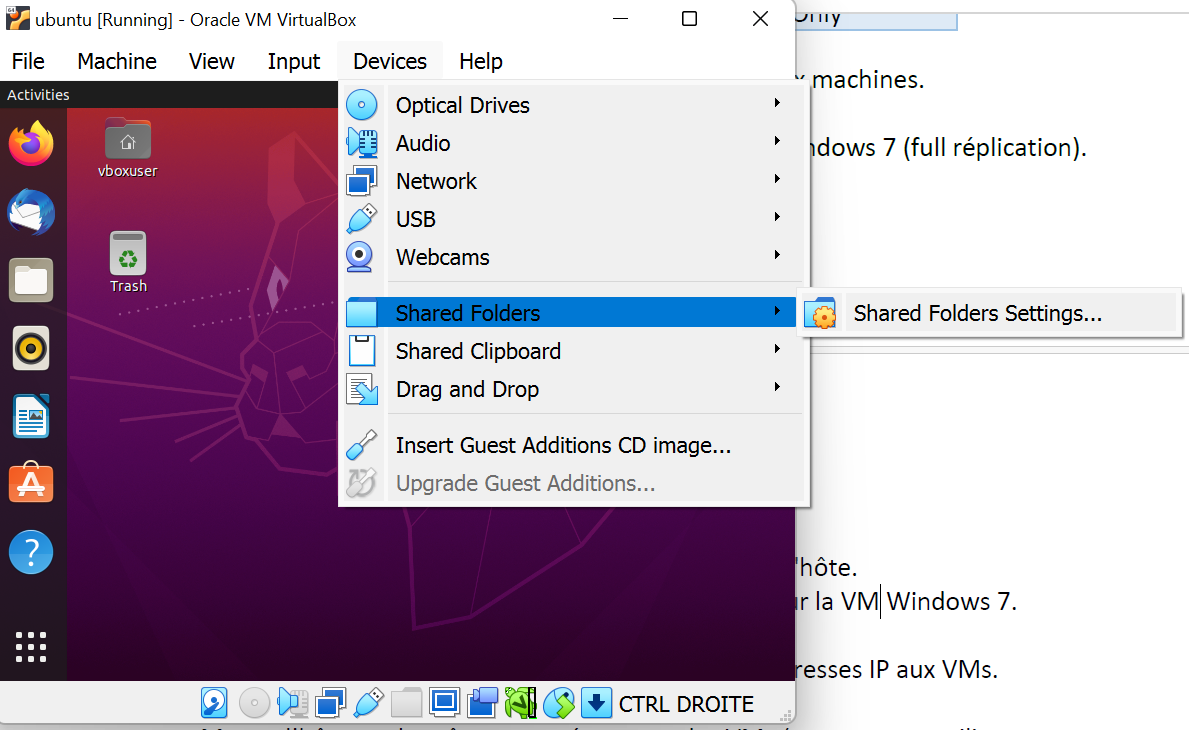 ubuntu [Running] - Oracle VM VirtualBox
File Machine View Input Devices Help
Activities
vboxuser
Trash
Optical Drives
Audio
Network
USB
Webcams
Shared Folders
Shared Folders Settings...
Shared Clipboard
Drag and Drop
Insert Guest Additions CD image...
Upgrade Guest Additions...
CTRL DROITE
machines.
ndows 7 (full réplication).
'hôte.
ur la VM Windows 7.
resses IP aux VMs.